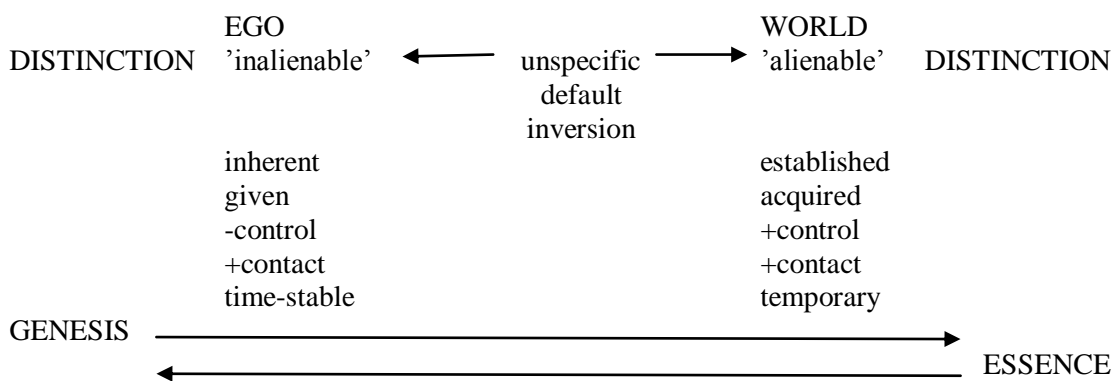 EGO WORLD
DISTINCTION ’inalienable’ unspecific ’alienable’ DISTINCTION
default
inversion
inherent established
given acquired
-control +control
+contact +contact
time-stable temporary
GENESIS
ESSENCE